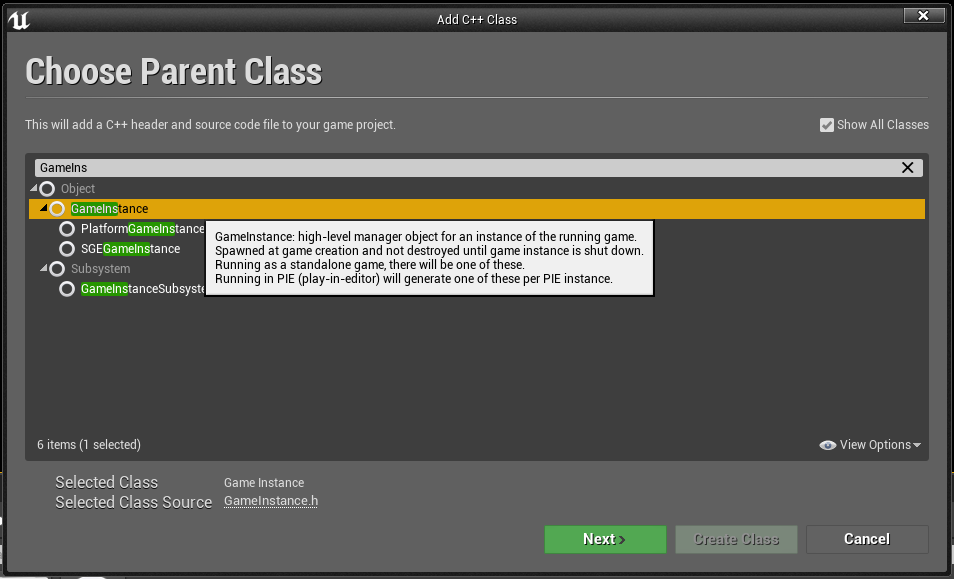 Add C++ Class
Choose Parent Class
This will add a C++ header and source code file to your game project.
Show All Classes
GameIns
Object
GameInstance
PlatformGameInstance
SGEGameInstance
Subsystem
GameInstanceSubsyste
GameInstance: high-level manager object for an instance of the running game.
Spawned at game creation and not destroyed until game instance is shut down.
Running as a standalone game, there will be one of these.
Running in PIE (play-in-editor) will generate one of these per PIE instance.
6 items (1 selected)
View Options
Selected Class Game Instance
Selected Class Source GameInstance.h
Next >
Create Class
Cancel